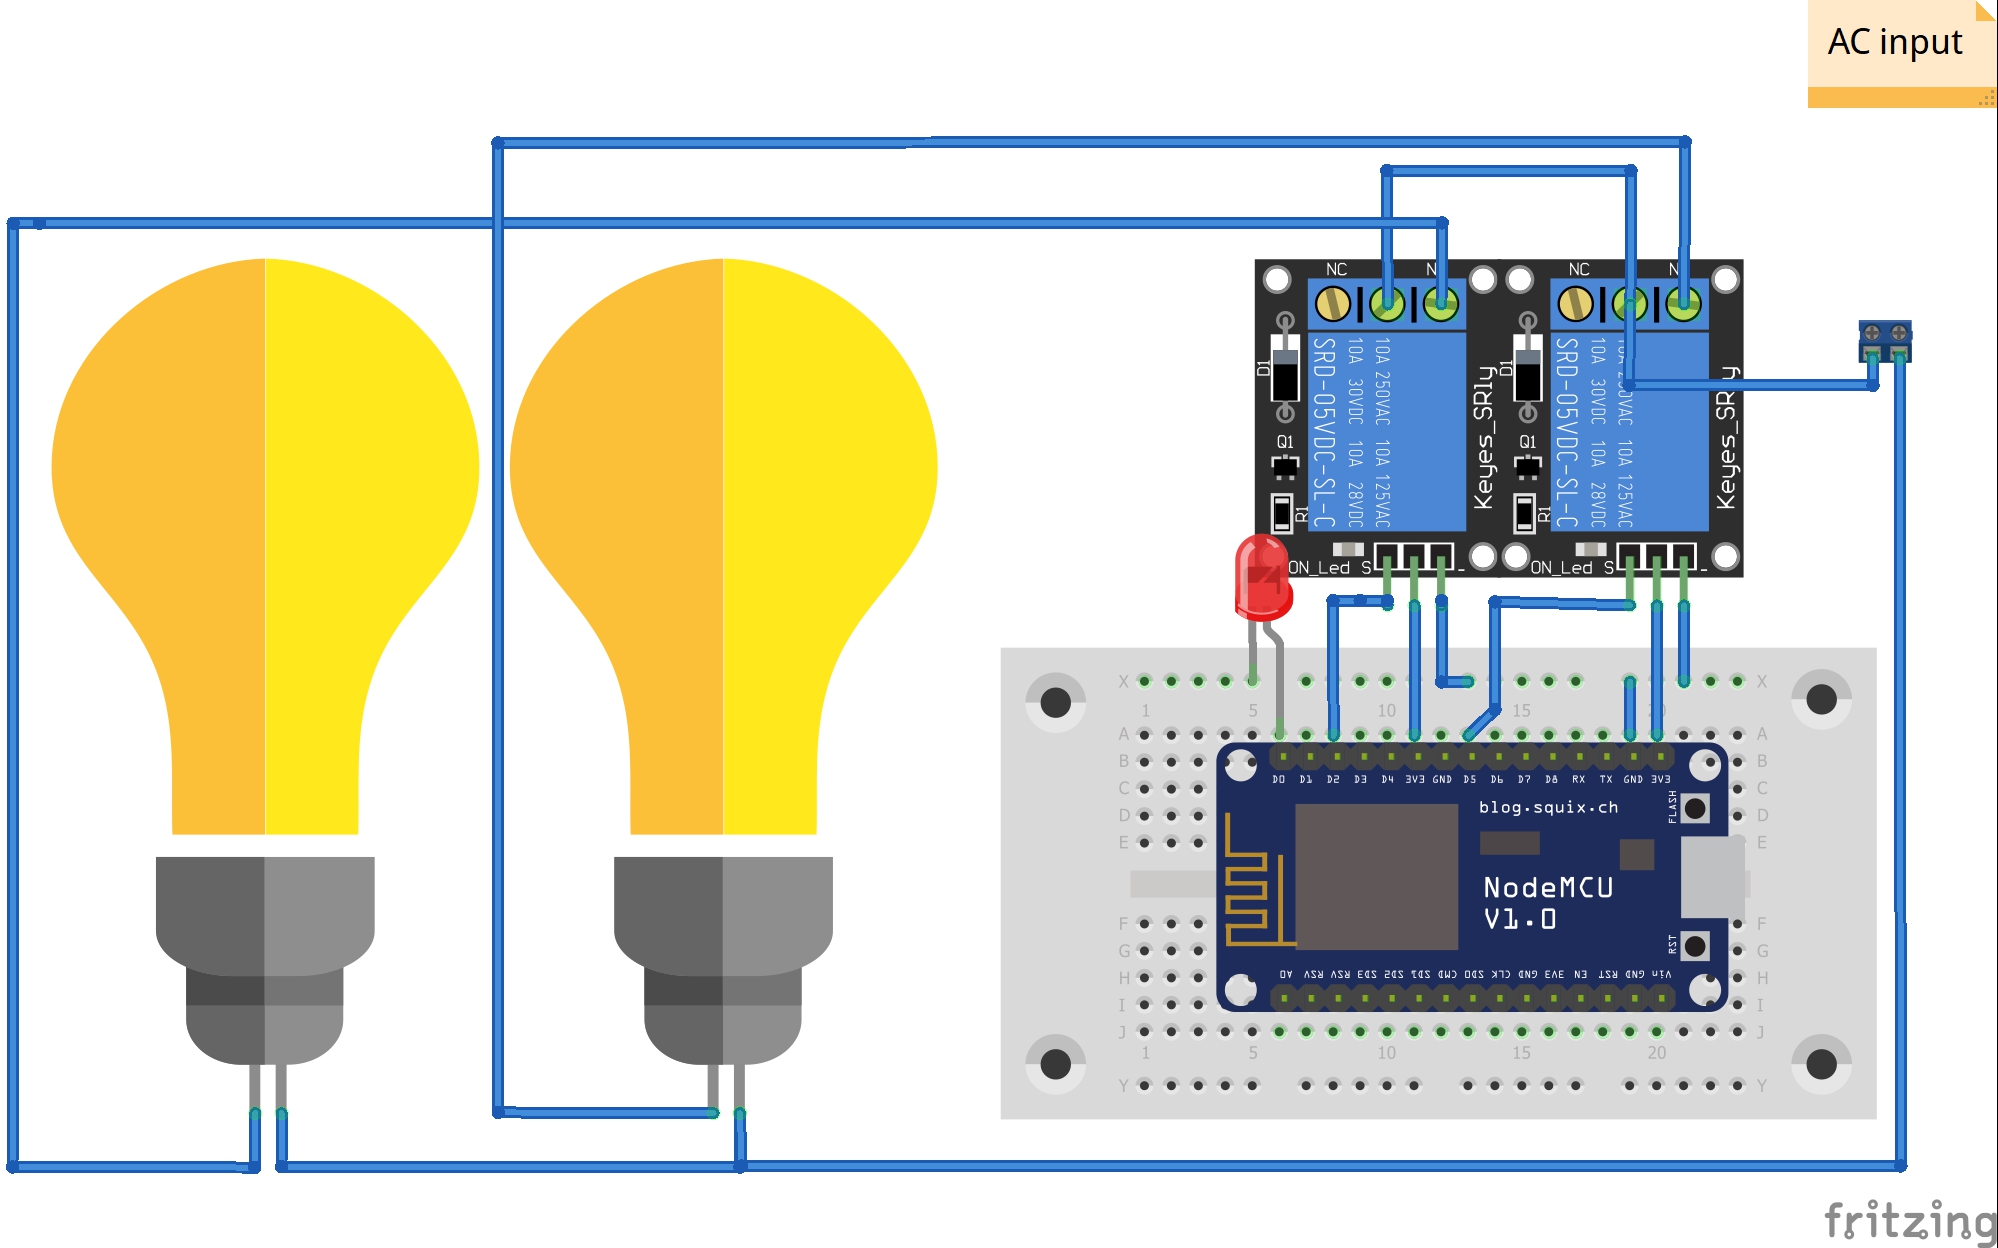 AC input
NC N
NC N
D1
SRD-05VDC-SL-C
10A 30VDC 10A 28VDC
10A 250VAC 10A 125VAC
Keyes_SRly
Q1
R1
ON_Led S -
D1
SRD-05VDC-SL-C
10A 30VDC 10A 28VDC
10A 125VAC
Keyes_SRly
Q1
R1
ON_Led S -
X X
1 5 10 15 20
A A
B B
C C
D D
E E
D0 D1 D2 D3 D4 3V3 GND D5 D6 D7 D8 RX TX GND 3V3
FLASH
blog.squix.ch
NodeMCU
V1.0
RST
A0 RSV RSV SD3 SD2 SD1 CMD SD0 CLK GND 3V3 EN RST GND Vin
F F
G G
H H
I I
J J
1 5 10 15 20
Y Y
fritzing